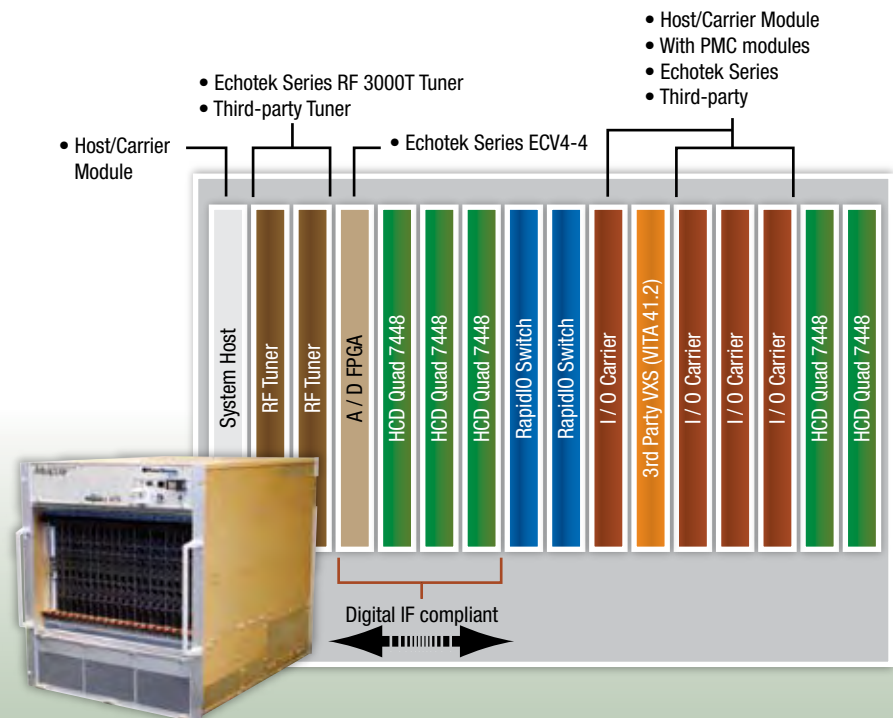 • Host/Carrier Module
• With PMC modules
• Echotek Series
• Third-party
• Echotek Series RF 3000T Tuner
• Third-party Tuner
• Host/Carrier
Module
• Echotek Series ECV4-4
System Host
RF Tuner
RF Tuner
A / D FPGA
HCD Quad 7448
HCD Quad 7448
HCD Quad 7448
RapidIO Switch
RapidIO Switch
I / O Carrier
3rd Party VXS (VITA 41.2)
I / O Carrier
I / O Carrier
I / O Carrier
HCD Quad 7448
HCD Quad 7448
Digital IF compliant